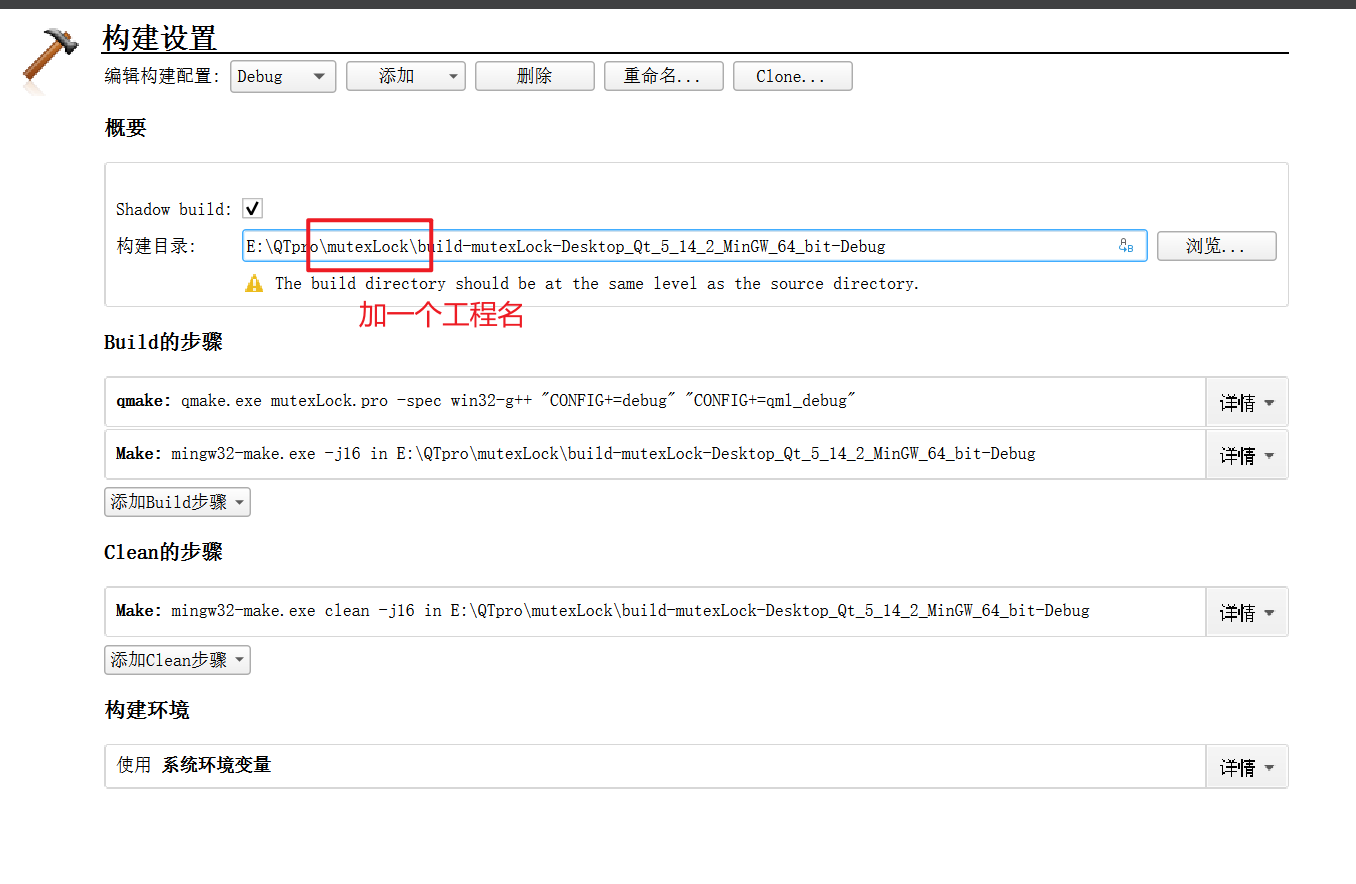 构建设置
编辑构建配置: Debug 添加 删除 重命名... Clone...
概要
Shadow build:
构建目录: E:\QTpro\mutexLock\build-mutexLock-Desktop_Qt_5_14_2_MinGW_64_bit-Debug 浏览...
The build directory should be at the same level as the source directory.
加一个工程名
Build的步骤
qmake: qmake.exe mutexLock.pro -spec win32-g++ "CONFIG+=debug" "CONFIG+=qml_debug" 详情
Make: mingw32-make.exe -j16 in E:\QTpro\mutexLock\build-mutexLock-Desktop_Qt_5_14_2_MinGW_64_bit-Debug 详情
添加Build步骤
Clean的步骤
Make: mingw32-make.exe clean -j16 in E:\QTpro\mutexLock\build-mutexLock-Desktop_Qt_5_14_2_MinGW_64_bit-Debug 详情
添加Clean步骤
构建环境
使用 系统环境变量 详情